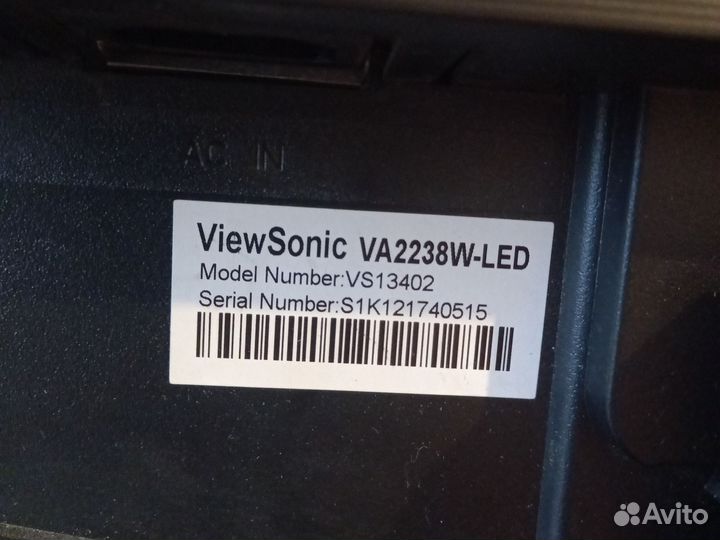 AC IN
ViewSonic VA2238W-LED
Model Number:VS13402
Serial Number:S1K121740515
Avito